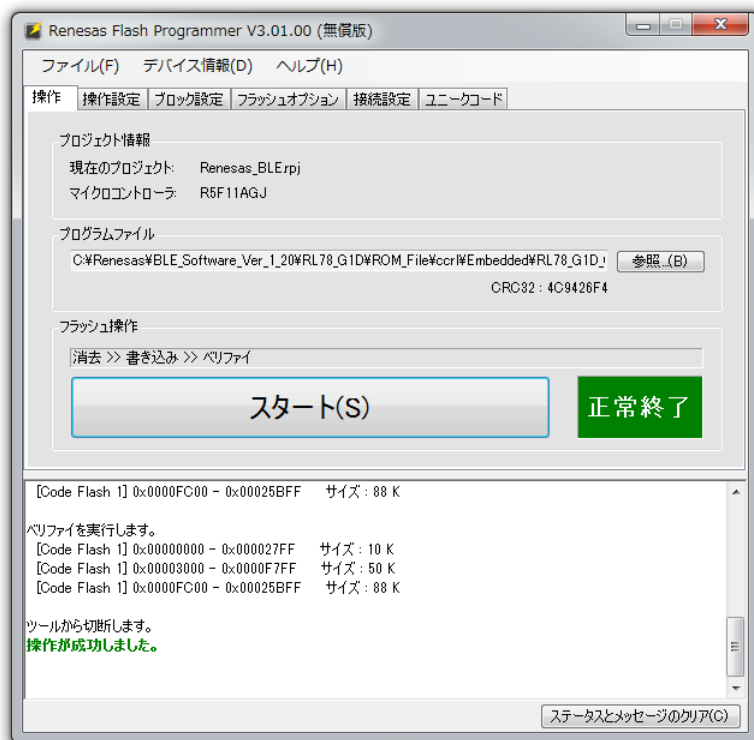 Renesas Flash Programmer V3.01.00 (無償版)
ファイル(F) デバイス情報(D) ヘルプ(H)
操作 操作設定 ブロック設定 フラッシュオプション 接続設定 ユニークコード
プロジェクト情報
現在のプロジェクト: Renesas_BLE.rpj
マイクロコントローラ: R5F11AGJ
プログラムファイル
C:¥Renesas¥BLE_Software_Ver_1_20¥RL78_G1D¥ROM_File¥ccrl¥Embedded¥RL78_G1D_ 参照...(B)
CRC32 : 4C9426F4
フラッシュ操作
消去 >> 書き込み >> ベリファイ
スタート(S) 正常終了
[Code Flash 1] 0x0000FC00 - 0x00025BFF サイズ : 88 K
ベリファイを実行します。
[Code Flash 1] 0x00000000 - 0x000027FF サイズ : 10 K
[Code Flash 1] 0x00003000 - 0x0000F7FF サイズ : 50 K
[Code Flash 1] 0x0000FC00 - 0x00025BFF サイズ : 88 K
ツールから切断します。
操作が成功しました。
ステータスとメッセージのクリア(C)